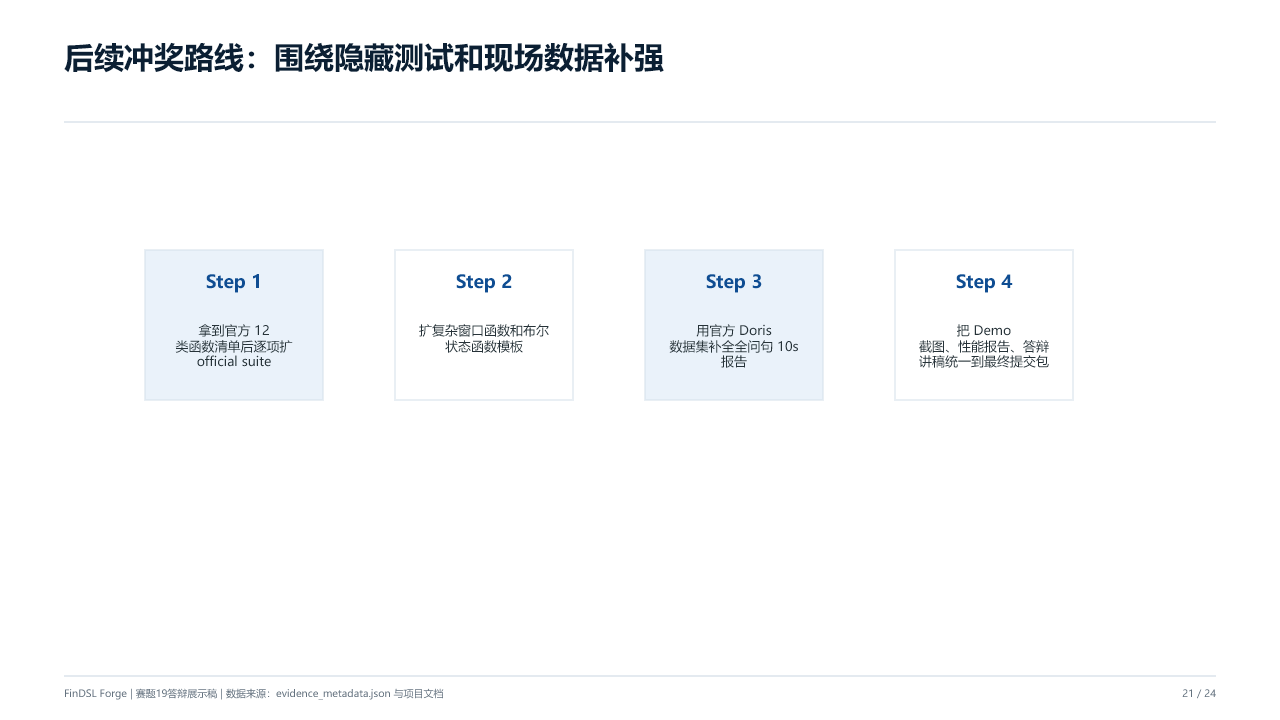 后续冲奖路线：围绕隐藏测试和现场数据补强
Step 1
拿到官方 12
类函数清单后逐项扩
official suite
Step 2
扩复杂窗口函数和布尔
状态函数模板
Step 3
用官方 Doris
数据集补全全问句 10s
报告
Step 4
把 Demo
截图、性能报告、答辩
讲稿统一到最终提交包
FinDSL Forge | 赛题19答辩展示稿 | 数据来源：evidence_metadata.json 与项目文档
21 / 24